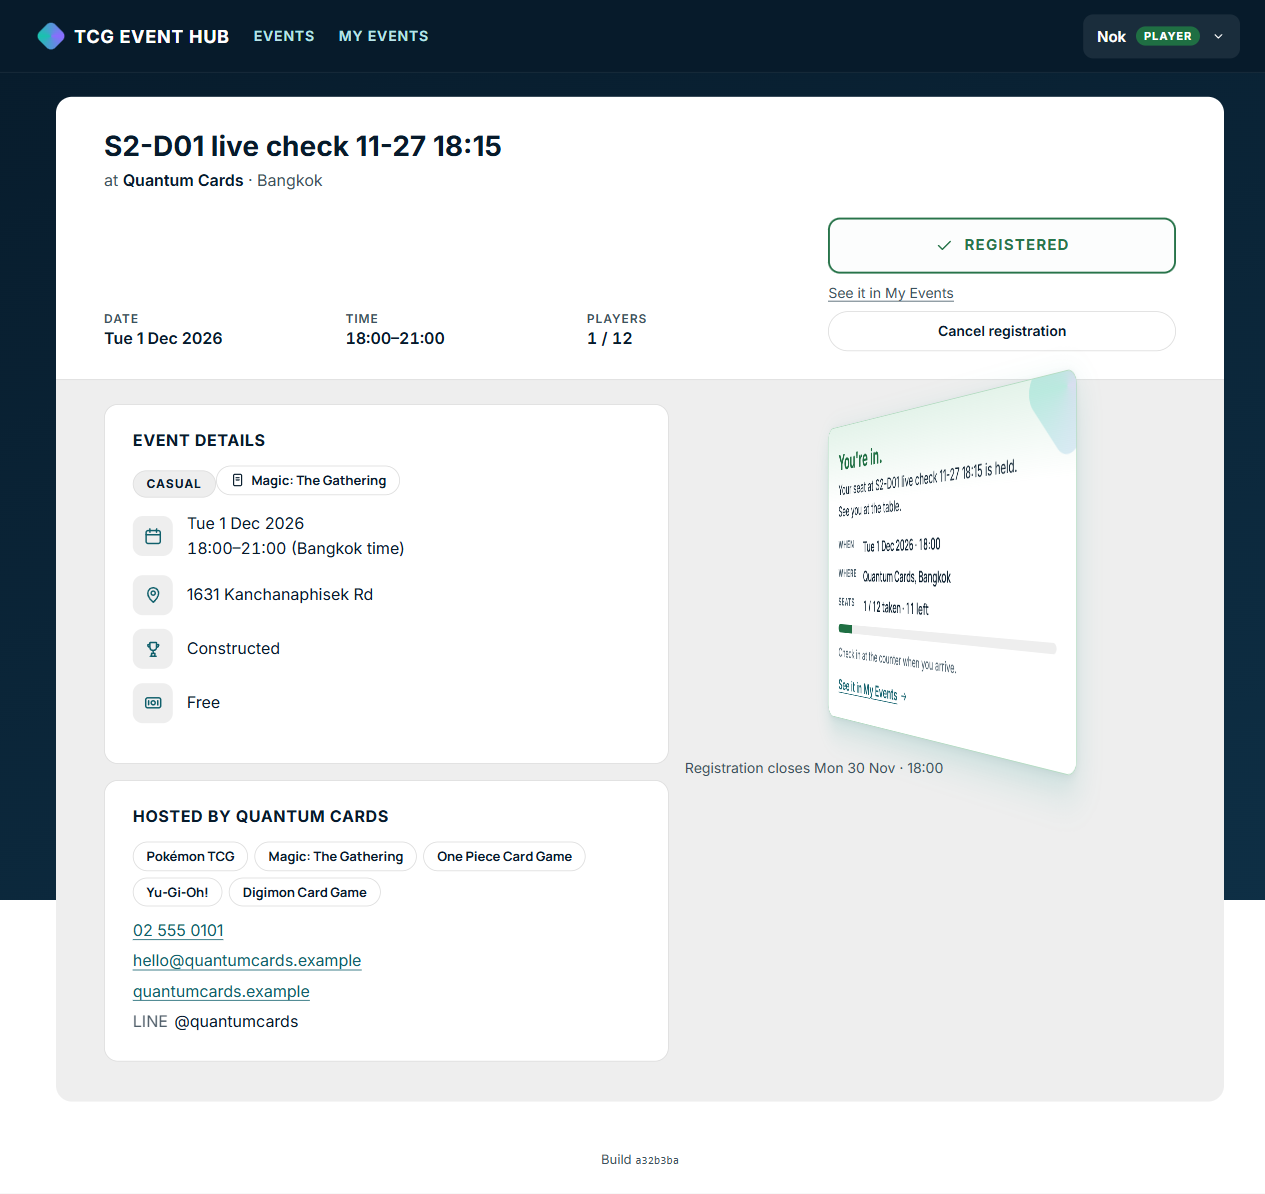 TCG EVENT HUB EVENTS MY EVENTS Nok PLAYER
S2-D01 live check 11-27 18:15
at Quantum Cards · Bangkok
REGISTERED
See it in My Events
Cancel registration
DATE TIME PLAYERS
Tue 1 Dec 2026 18:00–21:00 1 / 12
EVENT DETAILS
CASUAL Magic: The Gathering
Tue 1 Dec 2026
18:00–21:00 (Bangkok time)
1631 Kanchanaphisek Rd
Constructed
Free
You're in.
Your seat at S2-D01 live check 11-27 18:15 is held.
See you at the table.
WHEN Tue 1 Dec 2026 · 18:00
WHERE Quantum Cards, Bangkok
SEATS 1 / 12 taken · 11 left
Check in at the counter when you arrive.
See it in My Events →
Registration closes Mon 30 Nov · 18:00
HOSTED BY QUANTUM CARDS
Pokémon TCG Magic: The Gathering One Piece Card Game
Yu-Gi-Oh! Digimon Card Game
02 555 0101
hello@quantumcards.example
quantumcards.example
LINE @quantumcards
Build a32b3ba